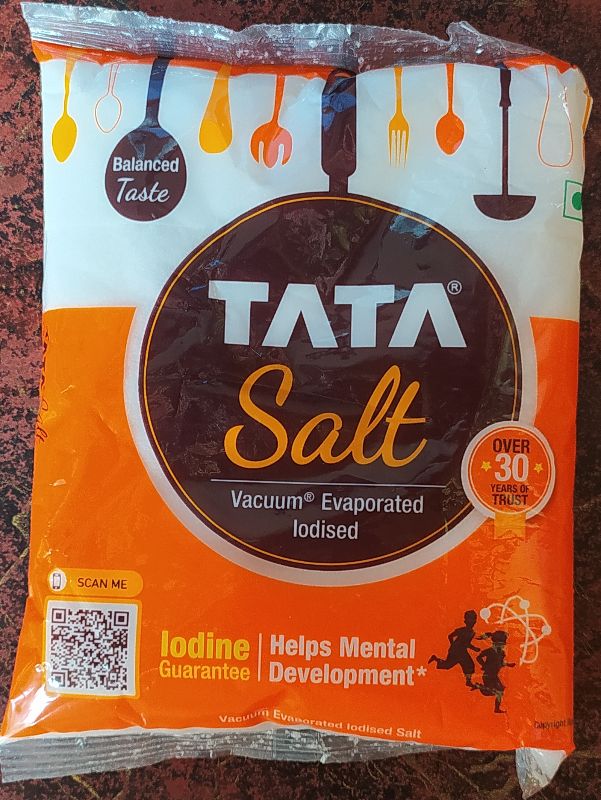 Balanced
Taste
TATA®
Salt
Vacuum® Evaporated
Iodised
OVER
30
YEARS OF
TRUST
SCAN ME
Iodine
Guarantee
Helps Mental
Development*
Vacuum Evaporated Iodised Salt
Copyright